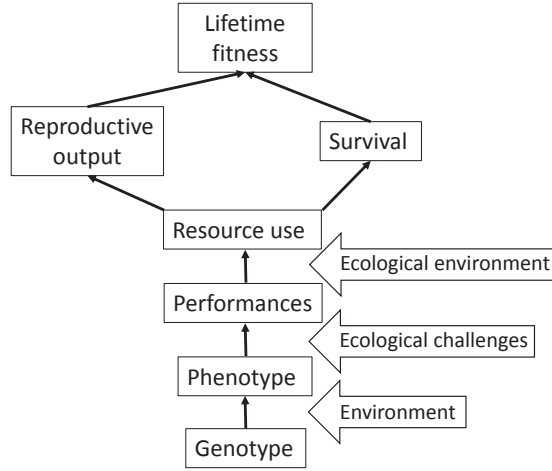 Lifetime
fitness
Reproductive
output
Survival
Resource use
Ecological environment
Performances
Ecological challenges
Phenotype
Environment
Genotype